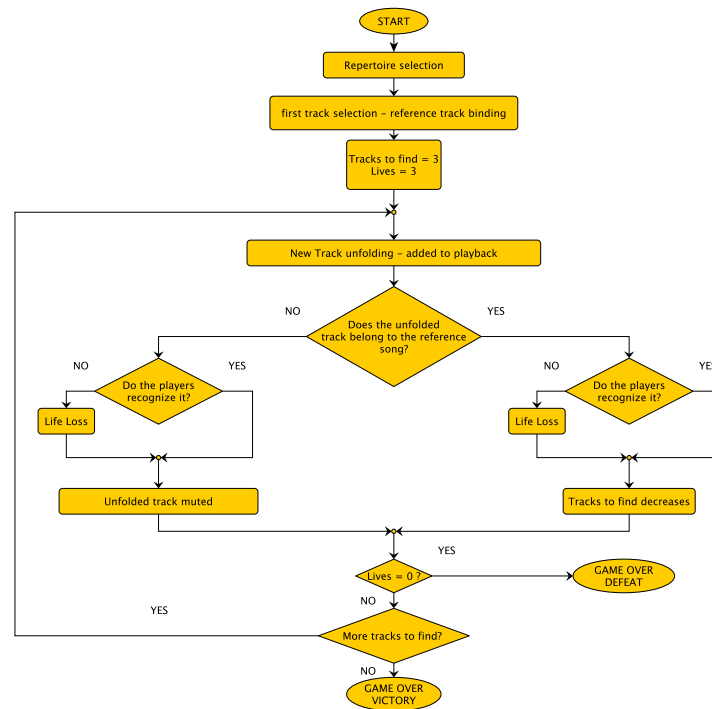 START
Repertoire selection
first track selection – reference track binding
Tracks to find = 3
Lives = 3
New Track unfolding – added to playback
NO
YES
Does the unfolded
track belong to the reference
song?
NO
YES
NO
YES
Do the players
recognize it?
Do the players
recognize it?
Life Loss
Life Loss
Unfolded track muted
Tracks to find decreases
YES
Lives = 0 ?
GAME OVER
DEFEAT
NO
YES
More tracks to find?
NO
GAME OVER
VICTORY